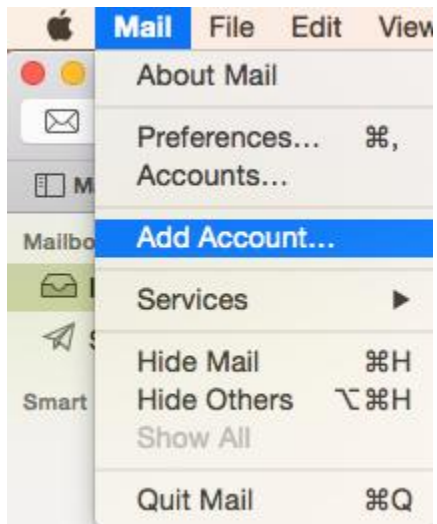 Mail File Edit View
About Mail
Preferences... ⌘,
Accounts...
Add Account...
Mailbo
Services ▶
Hide Mail ⌘H
Hide Others ⌥⌘H
Smart
Show All
Quit Mail ⌘Q